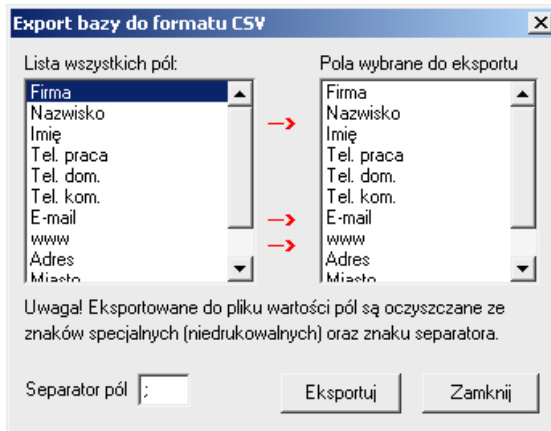 Export bazy do formatu CSV
Lista wszystkich pól:
Firma
Nazwisko
Imię
Tel. praca
Tel. dom.
Tel. kom.
E-mail
www
Adres
Miasto
Pola wybrane do eksportu
Firma
Nazwisko
Imię
Tel. praca
Tel. dom.
Tel. kom.
E-mail
www
Adres
Miasto
Uwaga! Eksportowane do pliku wartości pól są oczyszczane ze
znaków specjalnych (niedrukowalnych) oraz znaku separatora.
Separator pól ;
Eksportuj
Zamknij